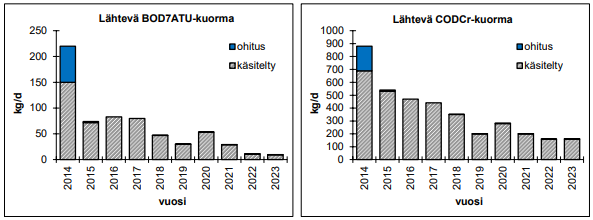 Lähtevä BOD7ATU-kuorma
250
200
150
100
50
0
kg/d
ohitus
käsitelty
2014 2015 2016 2017 2018 2019 2020 2021 2022 2023
vuosi
Lähtevä CODCr-kuorma
1000
900
800
700
600
500
400
300
200
100
0
kg/d
ohitus
käsitelty
2014 2015 2016 2017 2018 2019 2020 2021 2022 2023
vuosi